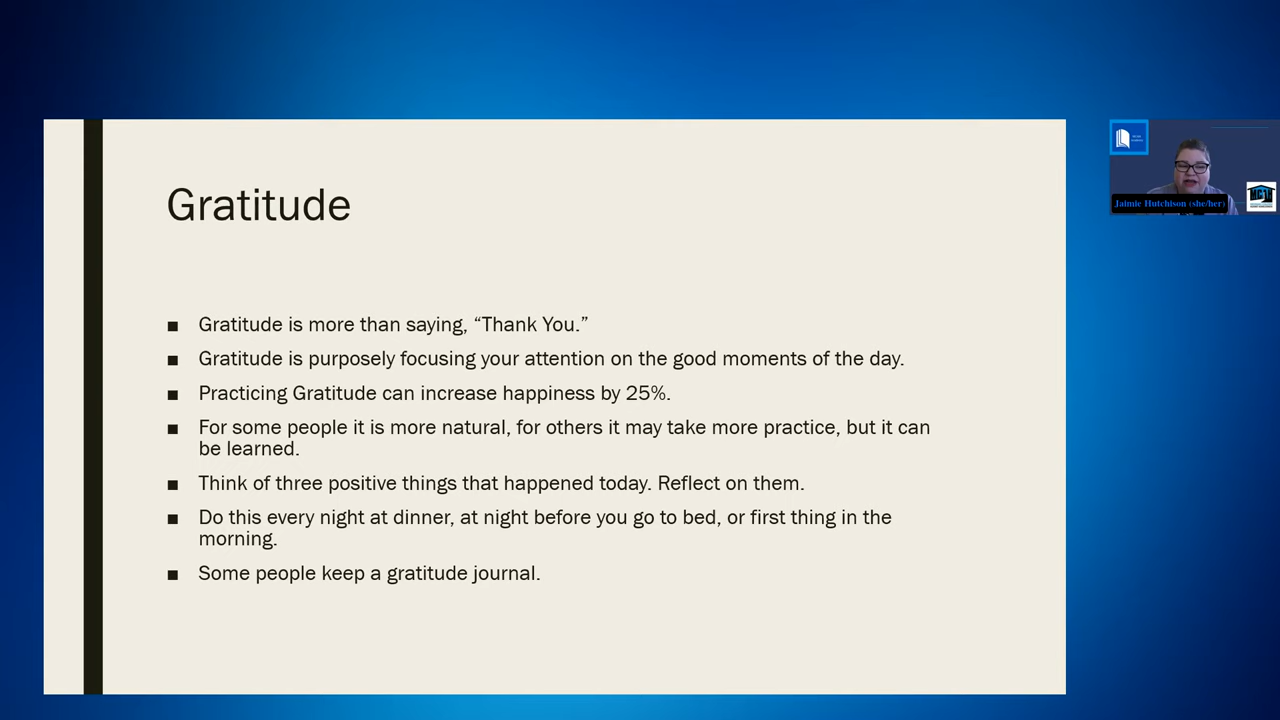 Gratitude
■ Gratitude is more than saying, “Thank You.”
■ Gratitude is purposely focusing your attention on the good moments of the day.
■ Practicing Gratitude can increase happiness by 25%.
■ For some people it is more natural, for others it may take more practice, but it can
be learned.
■ Think of three positive things that happened today. Reflect on them.
■ Do this every night at dinner, at night before you go to bed, or first thing in the
morning.
■ Some people keep a gratitude journal.
Jaimie Hutchison (she/her)